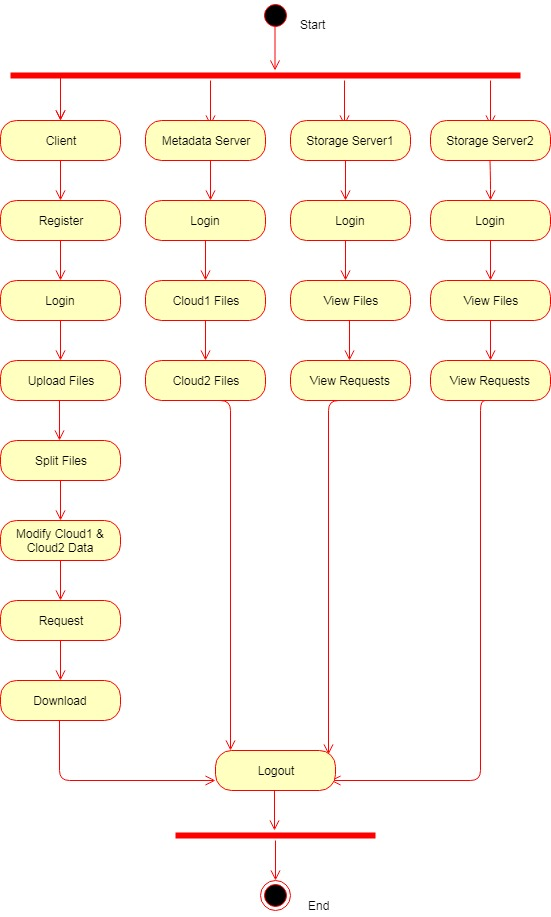 Start
Client
Metadata Server
Storage Server1
Storage Server2
Register
Login
Login
Login
Login
Cloud1 Files
View Files
View Files
Upload Files
Cloud2 Files
View Requests
View Requests
Split Files
Modify Cloud1 &
Cloud2 Data
Request
Download
Logout
End